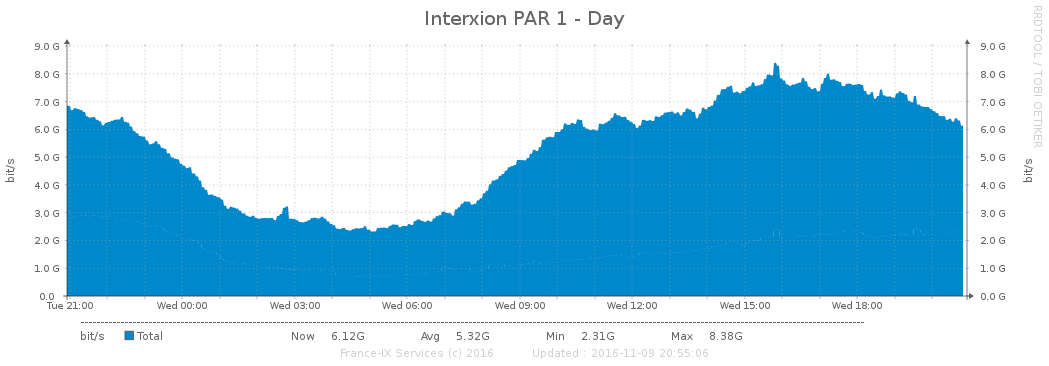 Interxion PAR 1 - Day
RRDTOOL / TOBI OETIKER
9.0 G 9.0 G
8.0 G 8.0 G
7.0 G 7.0 G
6.0 G 6.0 G
5.0 G 5.0 G
4.0 G 4.0 G
3.0 G 3.0 G
2.0 G 2.0 G
1.0 G 1.0 G
0.0 0.0 G
bit/s
bit/s
Tue 21:00 Wed 00:00 Wed 03:00 Wed 06:00 Wed 09:00 Wed 12:00 Wed 15:00 Wed 18:00
bit/s Total Now 6.12G Avg 5.32G Min 2.31G Max 8.38G
France-IX Services (c) 2016 Updated : 2016-11-09 20:55:06